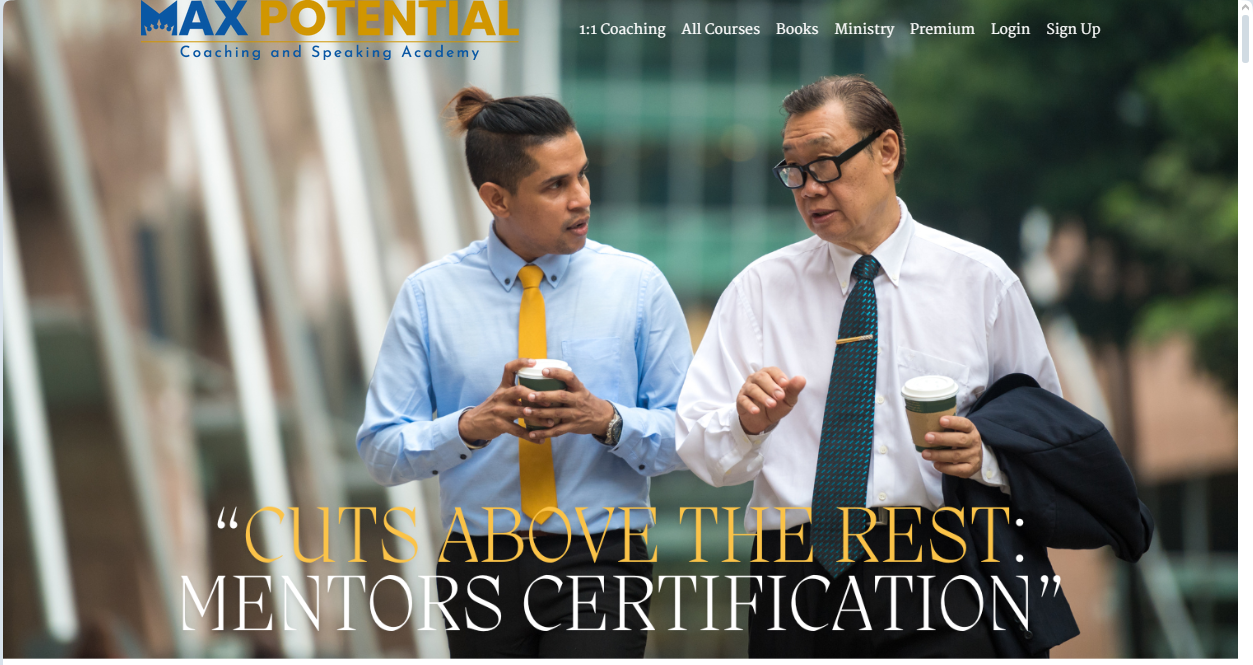 MAX POTENTIAL
Coaching and Speaking Academy
1:1 Coaching All Courses Books Ministry Premium Login Sign Up
“CUTS ABOVE THE REST:
MENTORS CERTIFICATION”